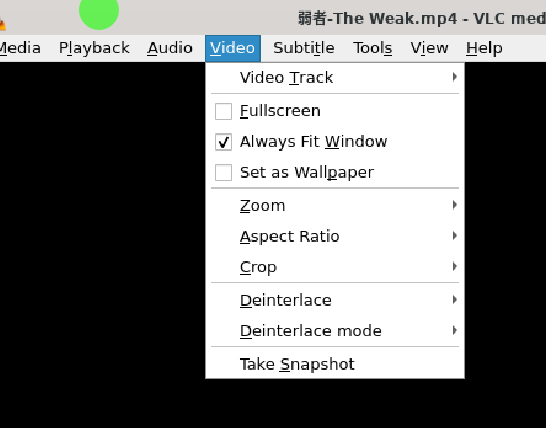 弱者-The Weak.mp4 - VLC med
Media Playback Audio Video Subtitle Tools View Help
Video Track
Fullscreen
Always Fit Window
Set as Wallpaper
Zoom
Aspect Ratio
Crop
Deinterlace
Deinterlace mode
Take Snapshot